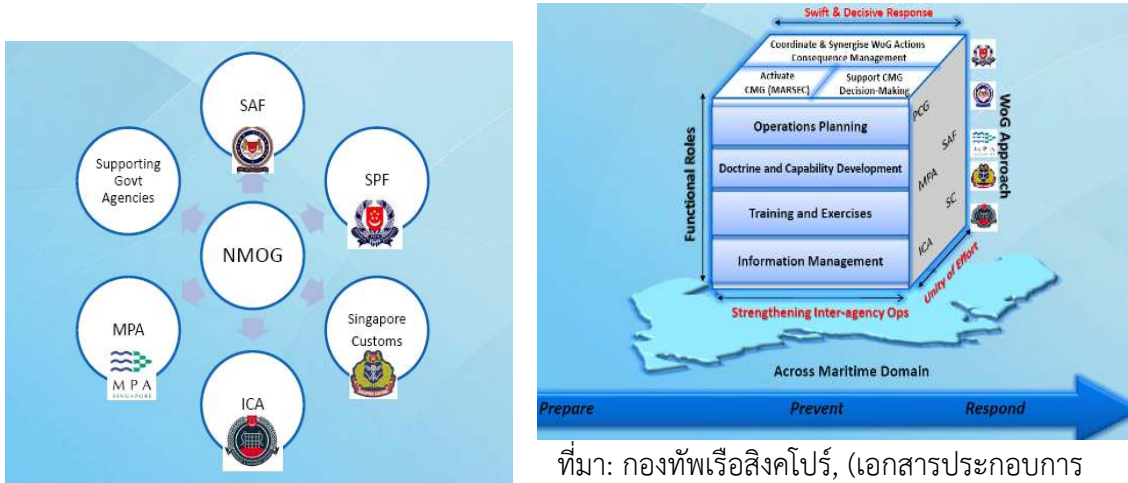 SAF
Supporting
Govt
Agencies
SPF
NMOG
MPA
MPA
SINGAPORE
Singapore
Customs
ICA
Swift & Decisive Response
Coordinate & Synergise WoG Actions
Consequence Management
Activate
CMG (MARSEC)
Support CMG
Decision-Making
Functional Roles
Operations Planning
Doctrine and Capability Development
Training and Exercises
Information Management
PCG
SAF
MPA
SC
ICA
WoG Approach
MPA
Unity of Effort
Strengthening Inter-agency Ops
Across Maritime Domain
Prepare
Prevent
Respond
ที่มา: กองทัพเรือสิงคโปร์, (เอกสารประกอบการ